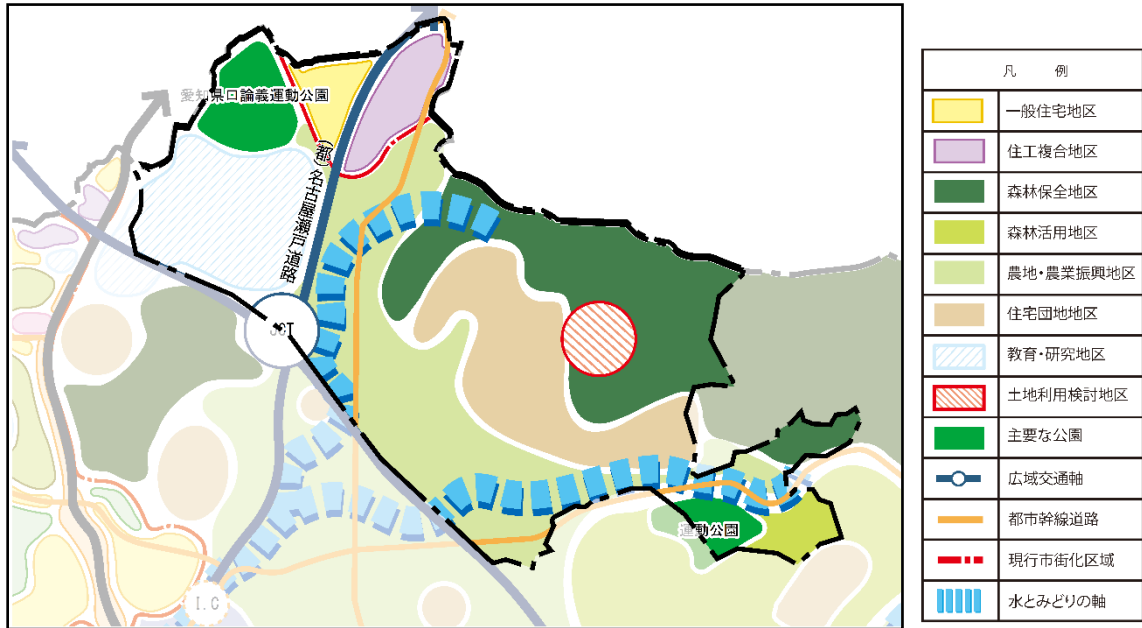 愛知県口論義運動公園
(都)名古屋瀬戸道路
JCT
運動公園
I.C
凡 例
一般住宅地区
住工複合地区
森林保全地区
森林活用地区
農地・農業振興地区
住宅団地地区
教育・研究地区
土地利用検討地区
主要な公園
広域交通軸
都市幹線道路
現行市街化区域
水とみどりの軸